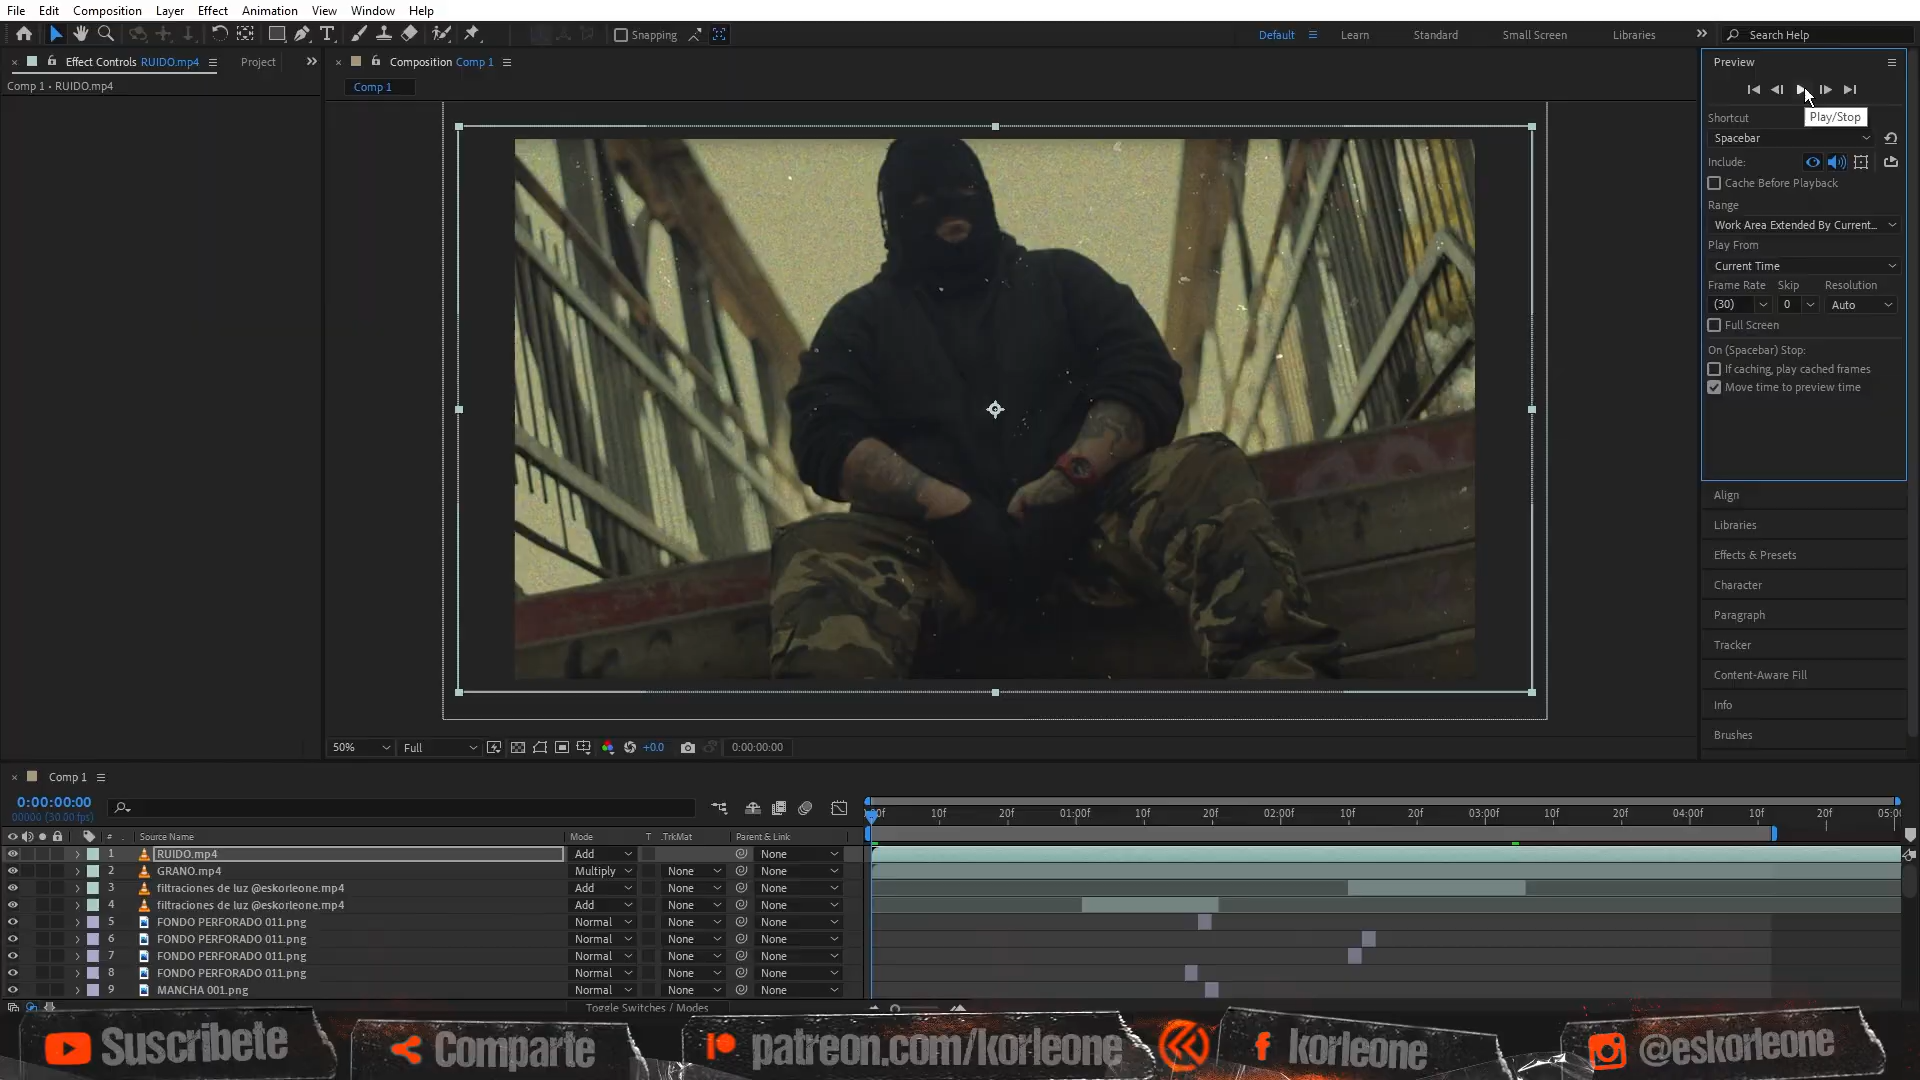 File Edit Composition Layer Effect Animation View Window Help
Snapping
Default Learn Standard Small Screen Libraries
Search Help
Effect Controls RUIDO.mp4 Project
Comp 1 • RUIDO.mp4
Composition Comp 1
Comp 1
Preview
Play/Stop
Shortcut
Spacebar
Include:
Cache Before Playback
Range
Work Area Extended By Current...
Play From
Current Time
Frame Rate Skip Resolution
(30) 0 Auto
Full Screen
On (Spacebar) Stop:
If caching, play cached frames
Move time to preview time
Align
Libraries
Effects & Presets
Character
Paragraph
Tracker
Content-Aware Fill
Info
Brushes
50% Full +0.0 0:00:00:00
Comp 1
0:00:00:00
00000 (30.00 fps)
:00f 10f 20f 01:00f 10f 20f 02:00f 10f 20f 03:00f 10f 20f 04:00f 10f 20f 05:00
# Source Name Mode T .TrkMat Parent & Link
1 RUIDO.mp4 Add None
2 GRANO.mp4 Multiply None None
3 filtraciones de luz @eskorleone.mp4 Add None None
4 filtraciones de luz @eskorleone.mp4 Add None None
5 FONDO PERFORADO 011.png Normal None None
6 FONDO PERFORADO 011.png Normal None None
7 FONDO PERFORADO 011.png Normal None None
8 FONDO PERFORADO 011.png Normal None None
9 MANCHA 001.png Normal None None
Toggle Switches / Modes
Suscribete Comparte patreon.com/korleone korleone @eskorleone